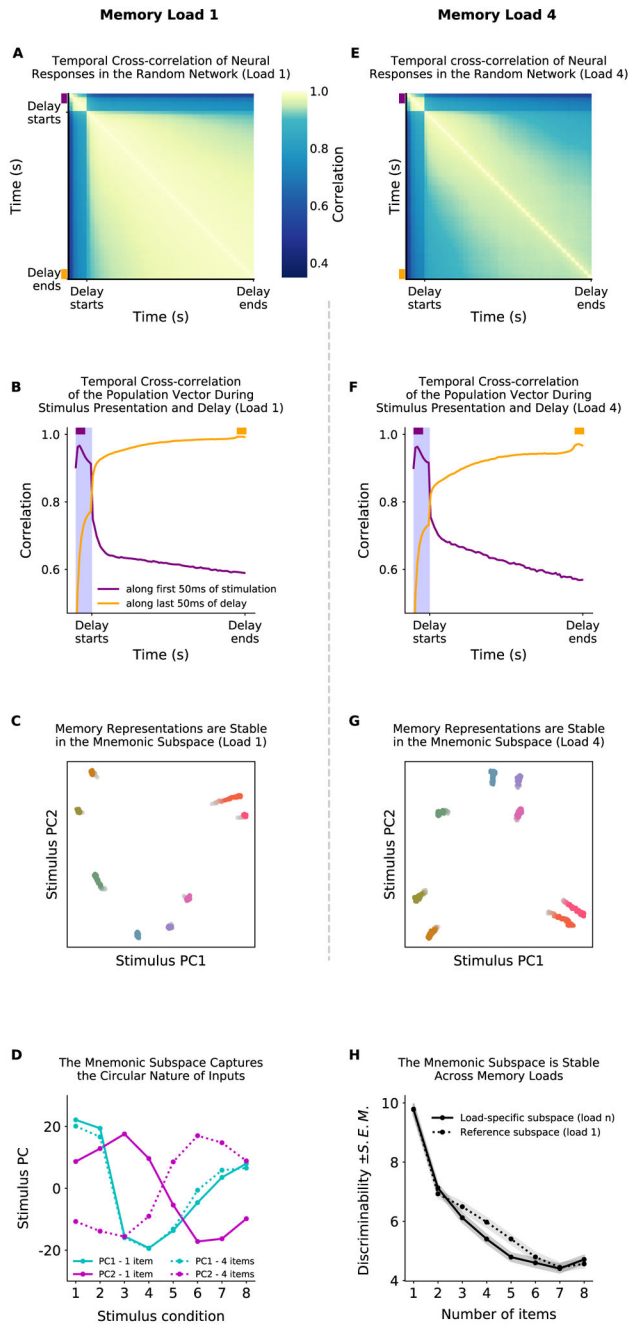 Memory Load 1
Memory Load 4
A
Temporal Cross-correlation of Neural
Responses in the Random Network (Load 1)
Delay
starts
Time (s)
Delay
ends
Delay
starts
Delay
ends
Time (s)
1.0
0.8
0.6
0.4
Correlation
E
Temporal cross-correlation of Neural
Responses in the Random Network (Load 4)
Time (s)
Delay
starts
Delay
ends
Time (s)
B
Temporal Cross-correlation
of the Population Vector During
Stimulus Presentation and Delay (Load 1)
1.0
0.8
0.6
Correlation
along first 50ms of stimulation
along last 50ms of delay
Delay
starts
Delay
ends
Time (s)
F
Temporal Cross-correlation
of the Population Vector During
Stimulus Presentation and Delay (Load 4)
1.0
0.8
0.6
Correlation
Delay
starts
Delay
ends
Time (s)
C
Memory Representations are Stable
in the Mnemonic Subspace (Load 1)
Stimulus PC2
Stimulus PC1
G
Memory Representations are Stable
in the Mnemonic Subspace (Load 4)
Stimulus PC2
Stimulus PC1
D
The Mnemonic Subspace Captures
the Circular Nature of Inputs
20
0
-20
Stimulus PC
PC1 - 1 item
PC2 - 1 item
PC1 - 4 items
PC2 - 4 items
1 2 3 4 5 6 7 8
Stimulus condition
H
The Mnemonic Subspace is Stable
Across Memory Loads
10
8
6
4
Discriminability ±S.E.M.
Load-specific subspace (load n)
Reference subspace (load 1)
1 2 3 4 5 6 7 8
Number of items